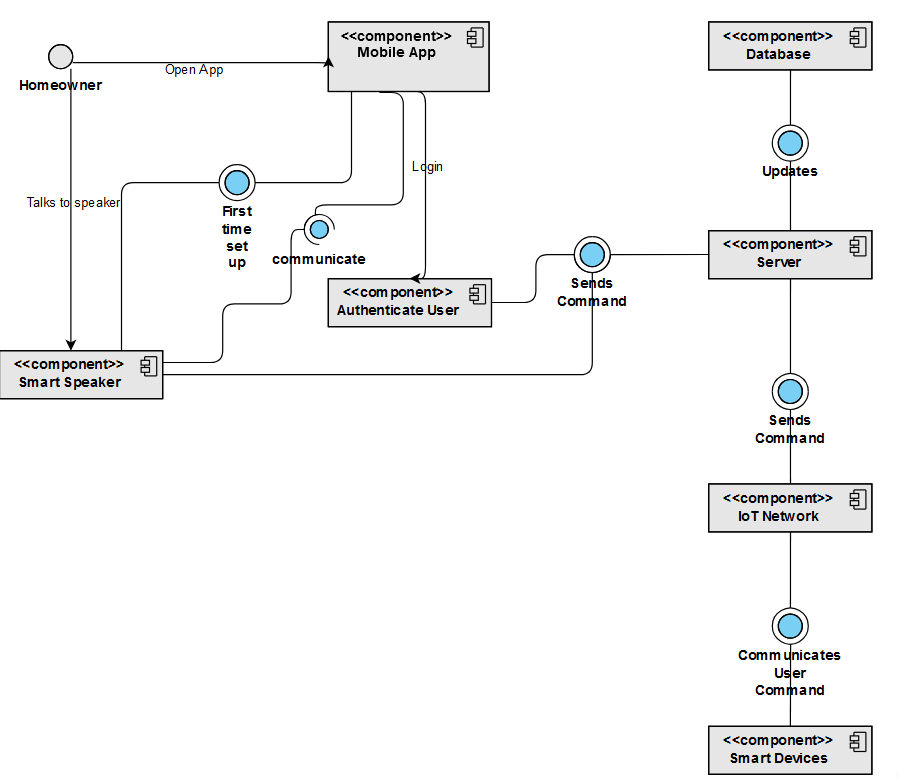 <<component>>
Mobile App
<<component>>
Database
Homeowner
Open App
Login
Updates
Talks to speaker
First
time
set
up
communicate
<<component>>
Server
<<component>>
Authenticate User
Sends
Command
<<component>>
Smart Speaker
Sends
Command
<<component>>
IoT Network
Communicates
User
Command
<<component>>
Smart Devices